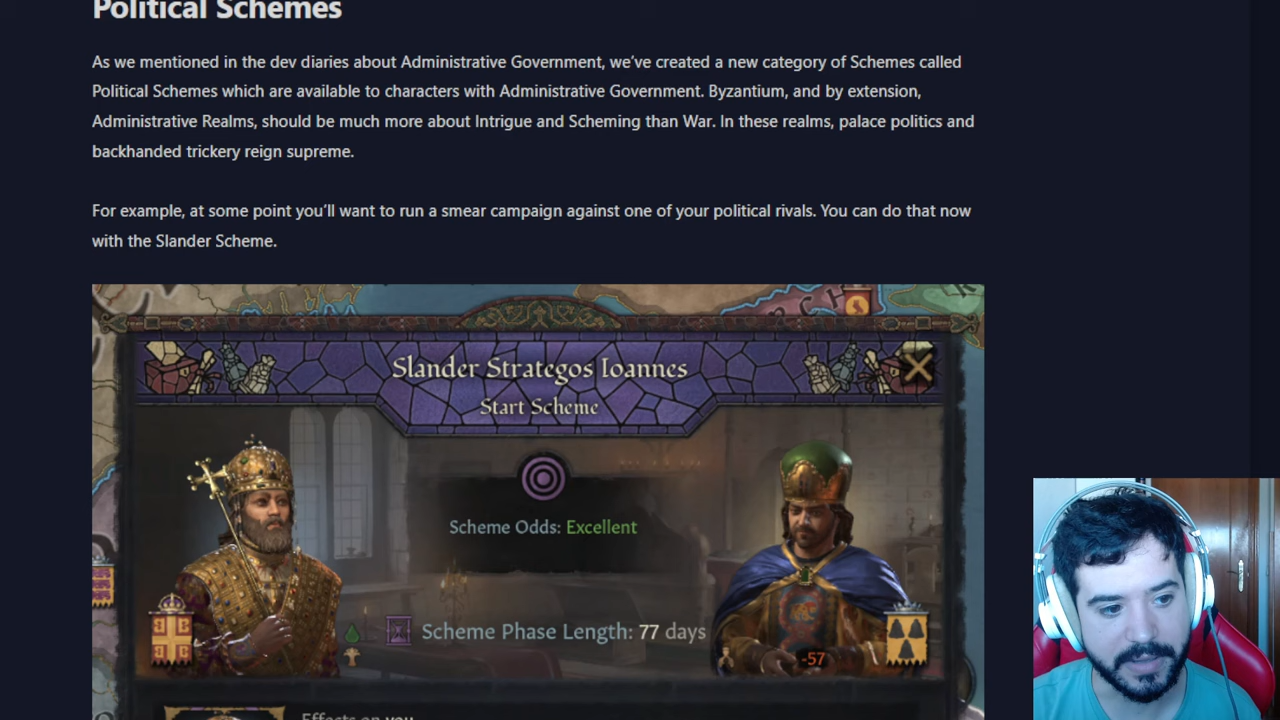 Political Schemes
As we mentioned in the dev diaries about Administrative Government, we’ve created a new category of Schemes called
Political Schemes which are available to characters with Administrative Government. Byzantium, and by extension,
Administrative Realms, should be much more about Intrigue and Scheming than War. In these realms, palace politics and
backhanded trickery reign supreme.
For example, at some point you’ll want to run a smear campaign against one of your political rivals. You can do that now
with the Slander Scheme.
Slander Strategos Ioannes
Start Scheme
Scheme Odds: Excellent
Scheme Phase Length: 77 days
-57
Effects on you